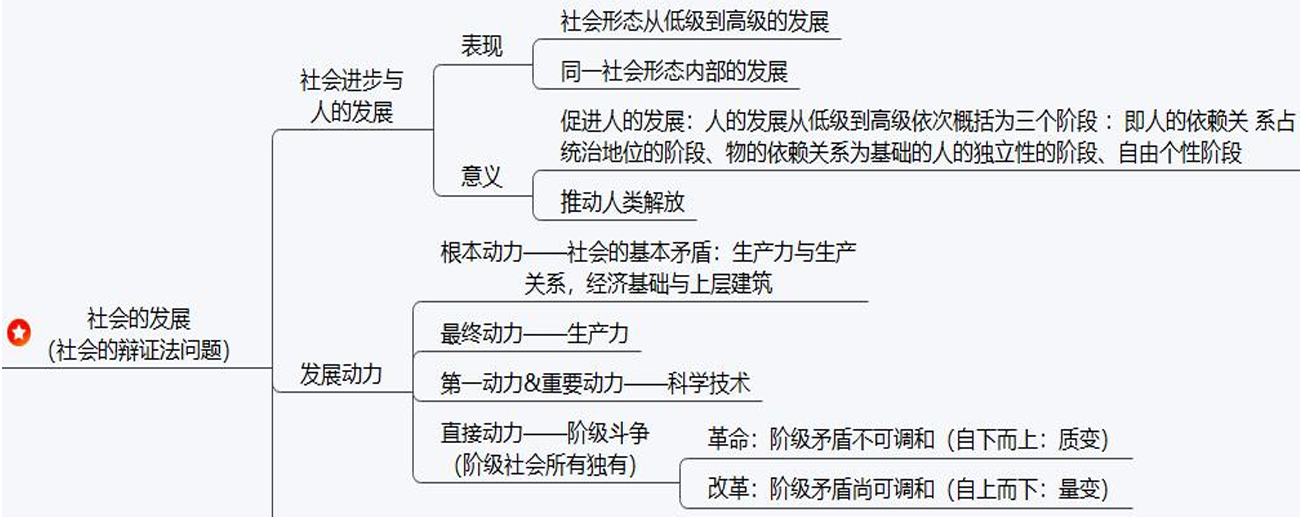 社会形态从低级到高级的发展
表现
同一社会形态内部的发展
社会进步与
人的发展
促进人的发展：人的发展从低级到高级依次概括为三个阶段：即人的依赖关 系占
统治地位的阶段、物的依赖关系为基础的人的独立性的阶段、自由个性阶段
意义
推动人类解放
根本动力——社会的基本矛盾：生产力与生产
关系，经济基础与上层建筑
社会的发展
（社会的辩证法问题）
最终动力——生产力
发展动力
第一动力&重要动力——科学技术
直接动力——阶级斗争
（阶级社会所有独有）
革命：阶级矛盾不可调和（自下而上：质变）
改革：阶级矛盾尚可调和（自上而下：量变）